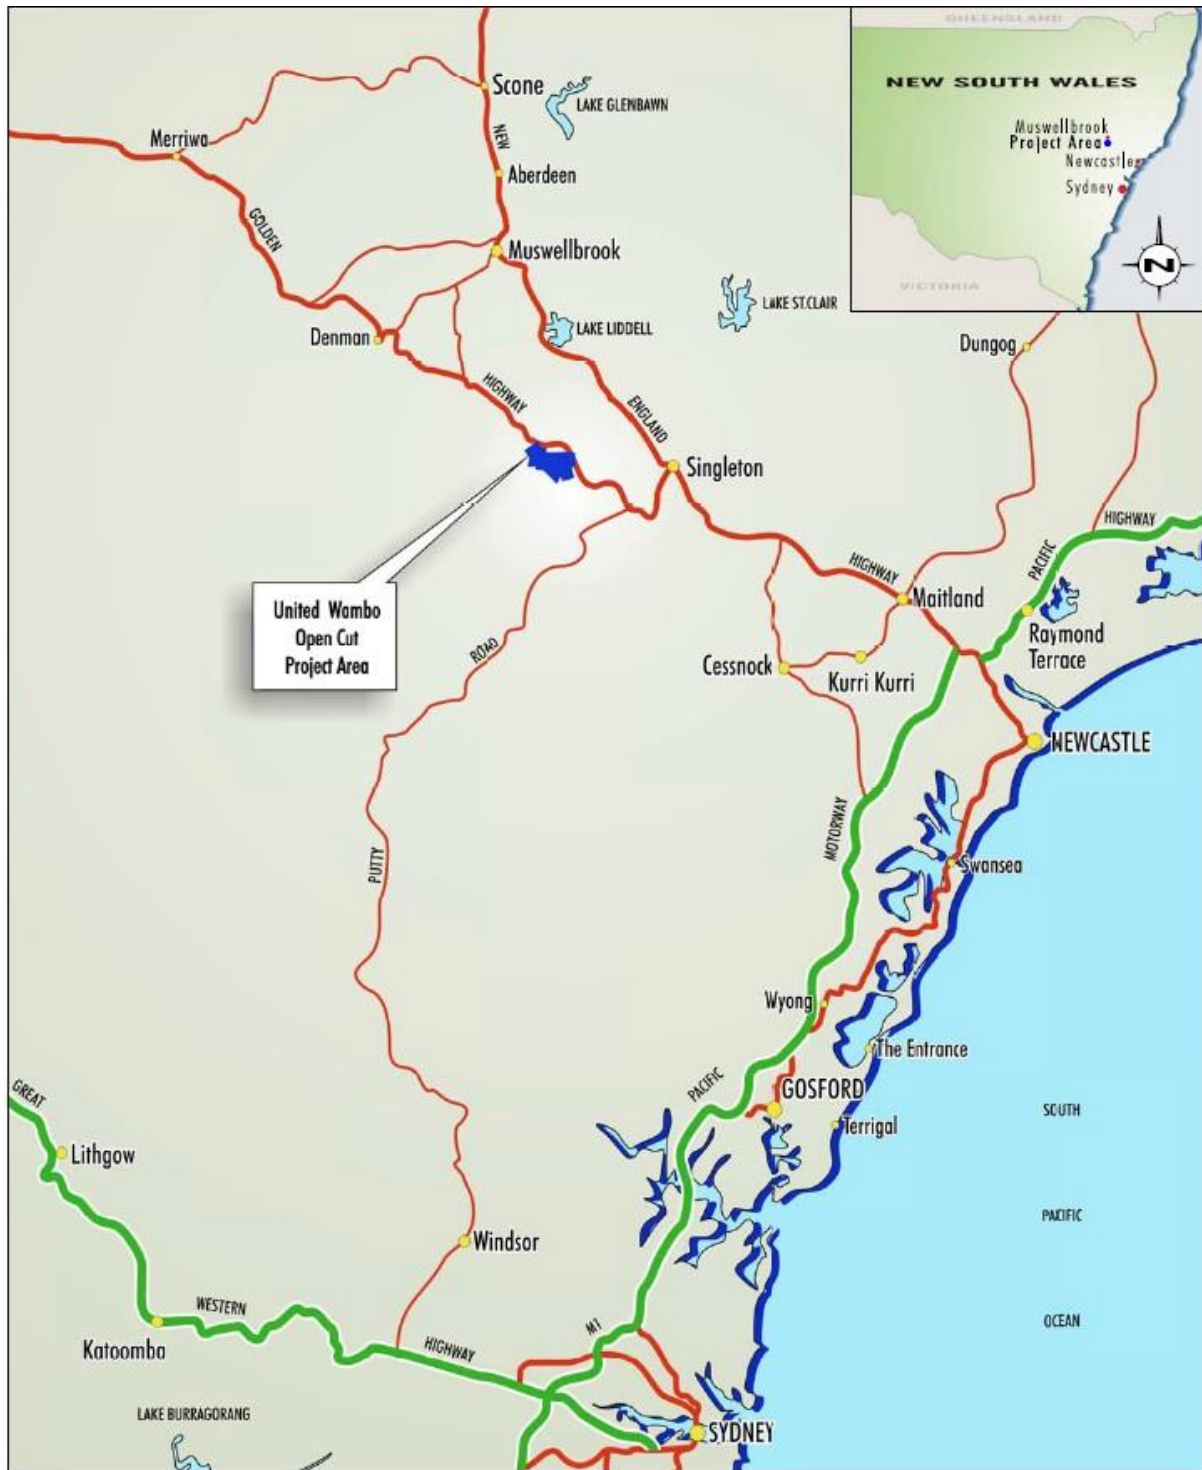 QUEENSLAND
NEW SOUTH WALES
Muswellbrook
Project Area
Newcastle
Sydney
VICTORIA
N
Scone
LAKE GLENBAWN
NEW
Merriwa
Aberdeen
GOLDEN
Muswellbrook
LAKE ST.CLAIR
LAKE LIDDELL
Denman
Dungog
HIGHWAY
ENGLAND
Singleton
HIGHWAY
PACIFIC
HIGHWAY
United Wambo
Open Cut
Project Area
Maitland
Raymond
Terrace
ROAD
Cessnock
Kurri Kurri
NEWCASTLE
MOTORWAY
PUTTY
Swansea
Wyong
The Entrance
PACIFIC
GOSFORD
GREAT
SOUTH
Terrigal
Lithgow
PACIFIC
Windsor
WESTERN
OCEAN
M1
HIGHWAY
Katoomba
LAKE BURRAGORANG
SYDNEY